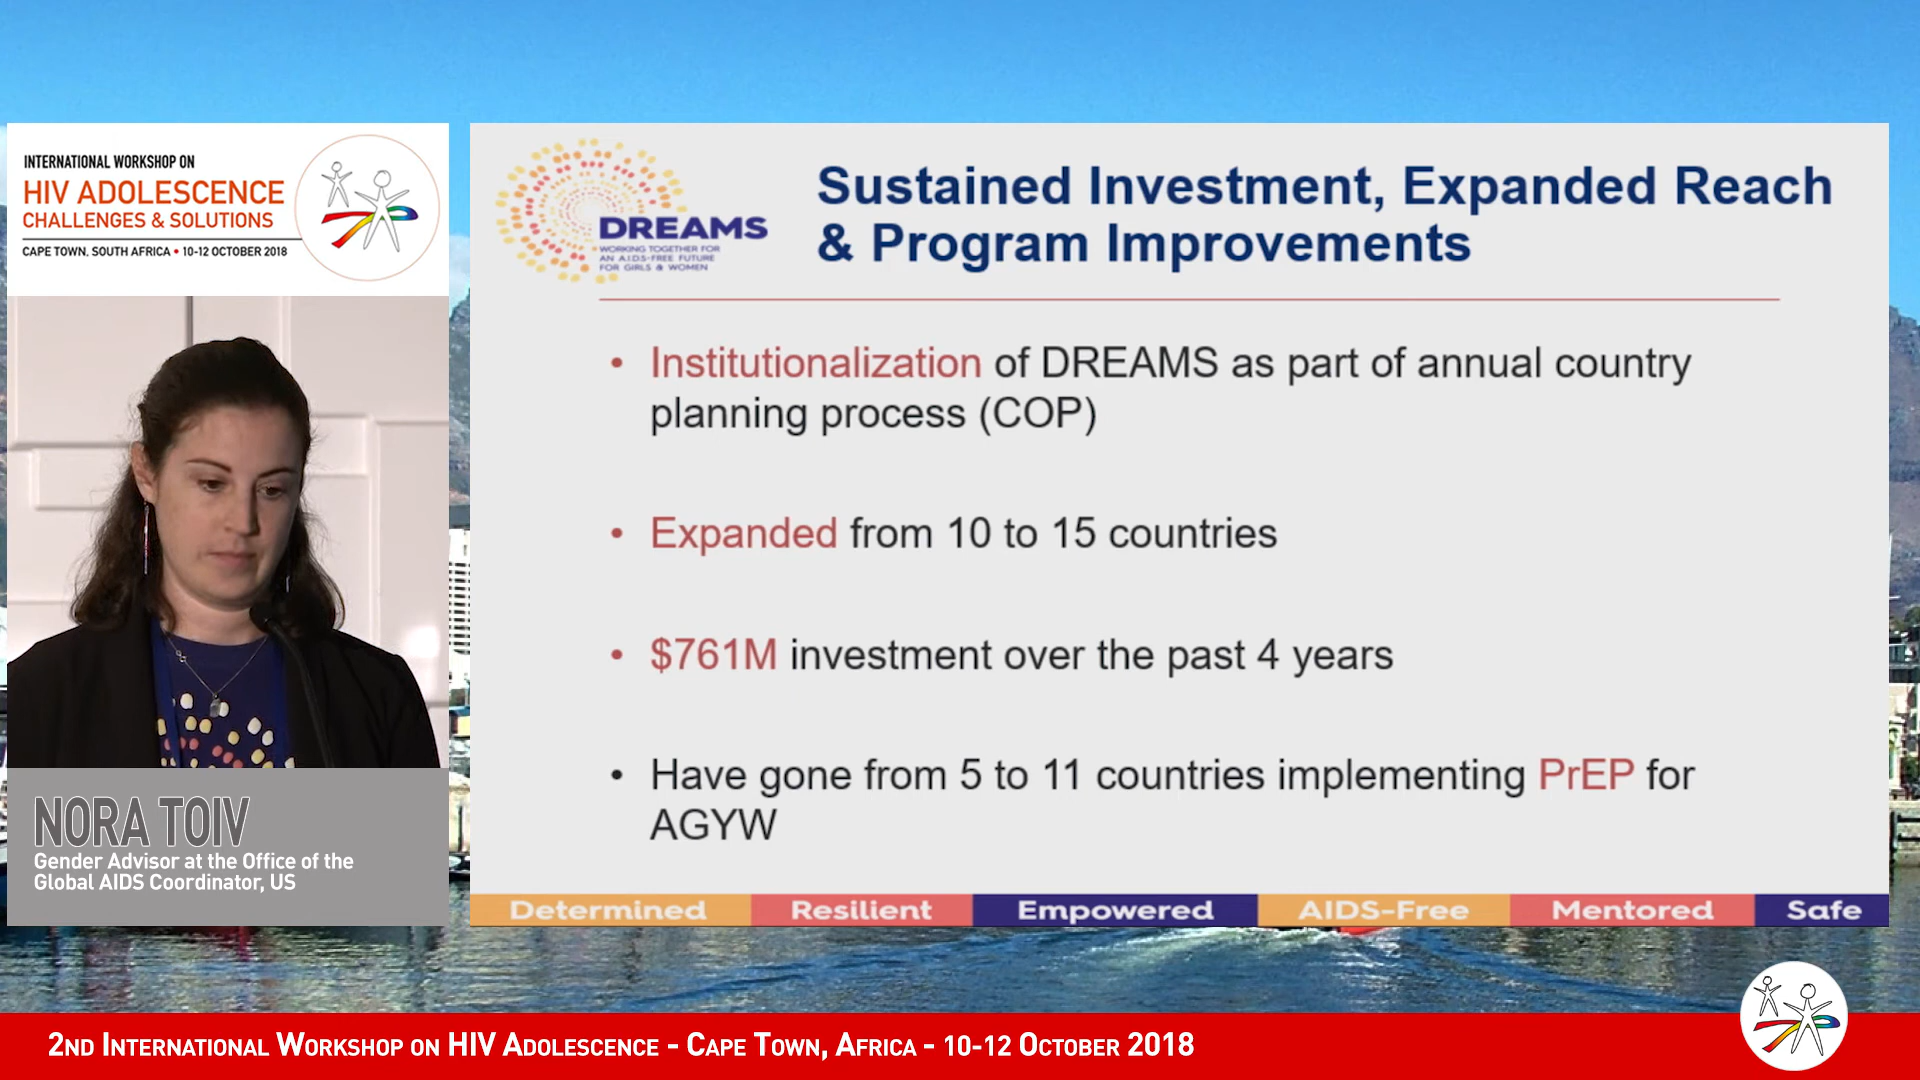 INTERNATIONAL WORKSHOP ON
HIV ADOLESCENCE
CHALLENGES & SOLUTIONS
CAPE TOWN, SOUTH AFRICA • 10-12 OCTOBER 2018
NORA TOIV
Gender Advisor at the Office of the
Global AIDS Coordinator, US
DREAMS
WORKING TOGETHER FOR
AN AIDS-FREE FUTURE
FOR GIRLS & WOMEN
Sustained Investment, Expanded Reach
& Program Improvements
• Institutionalization of DREAMS as part of annual country
planning process (COP)
• Expanded from 10 to 15 countries
• $761M investment over the past 4 years
• Have gone from 5 to 11 countries implementing PrEP for
AGYW
Determined Resilient Empowered AIDS-Free Mentored Safe
2ND INTERNATIONAL WORKSHOP ON HIV ADOLESCENCE - CAPE TOWN, AFRICA - 10-12 OCTOBER 2018